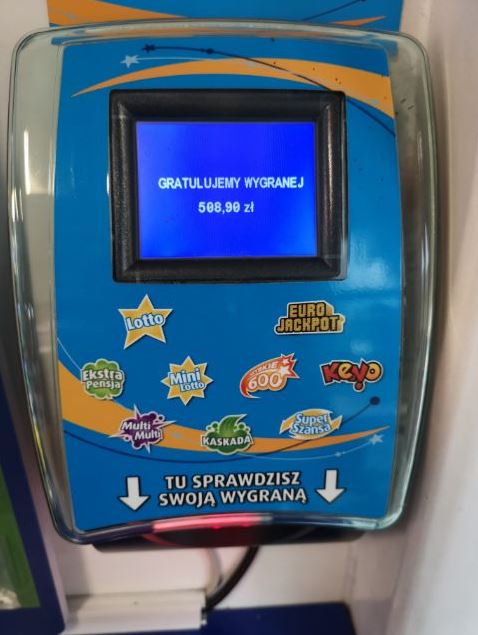 GRATULUJEMY WYGRANEJ
508,90 zł
Lotto
EURO
JACKPOT
Ekstra
Pensja
Mini
Lotto
SZYBKIE
600
Keno
Multi
Multi
KASKADA
Super
Szansa
TU SPRAWDZISZ
SWOJĄ WYGRANĄ